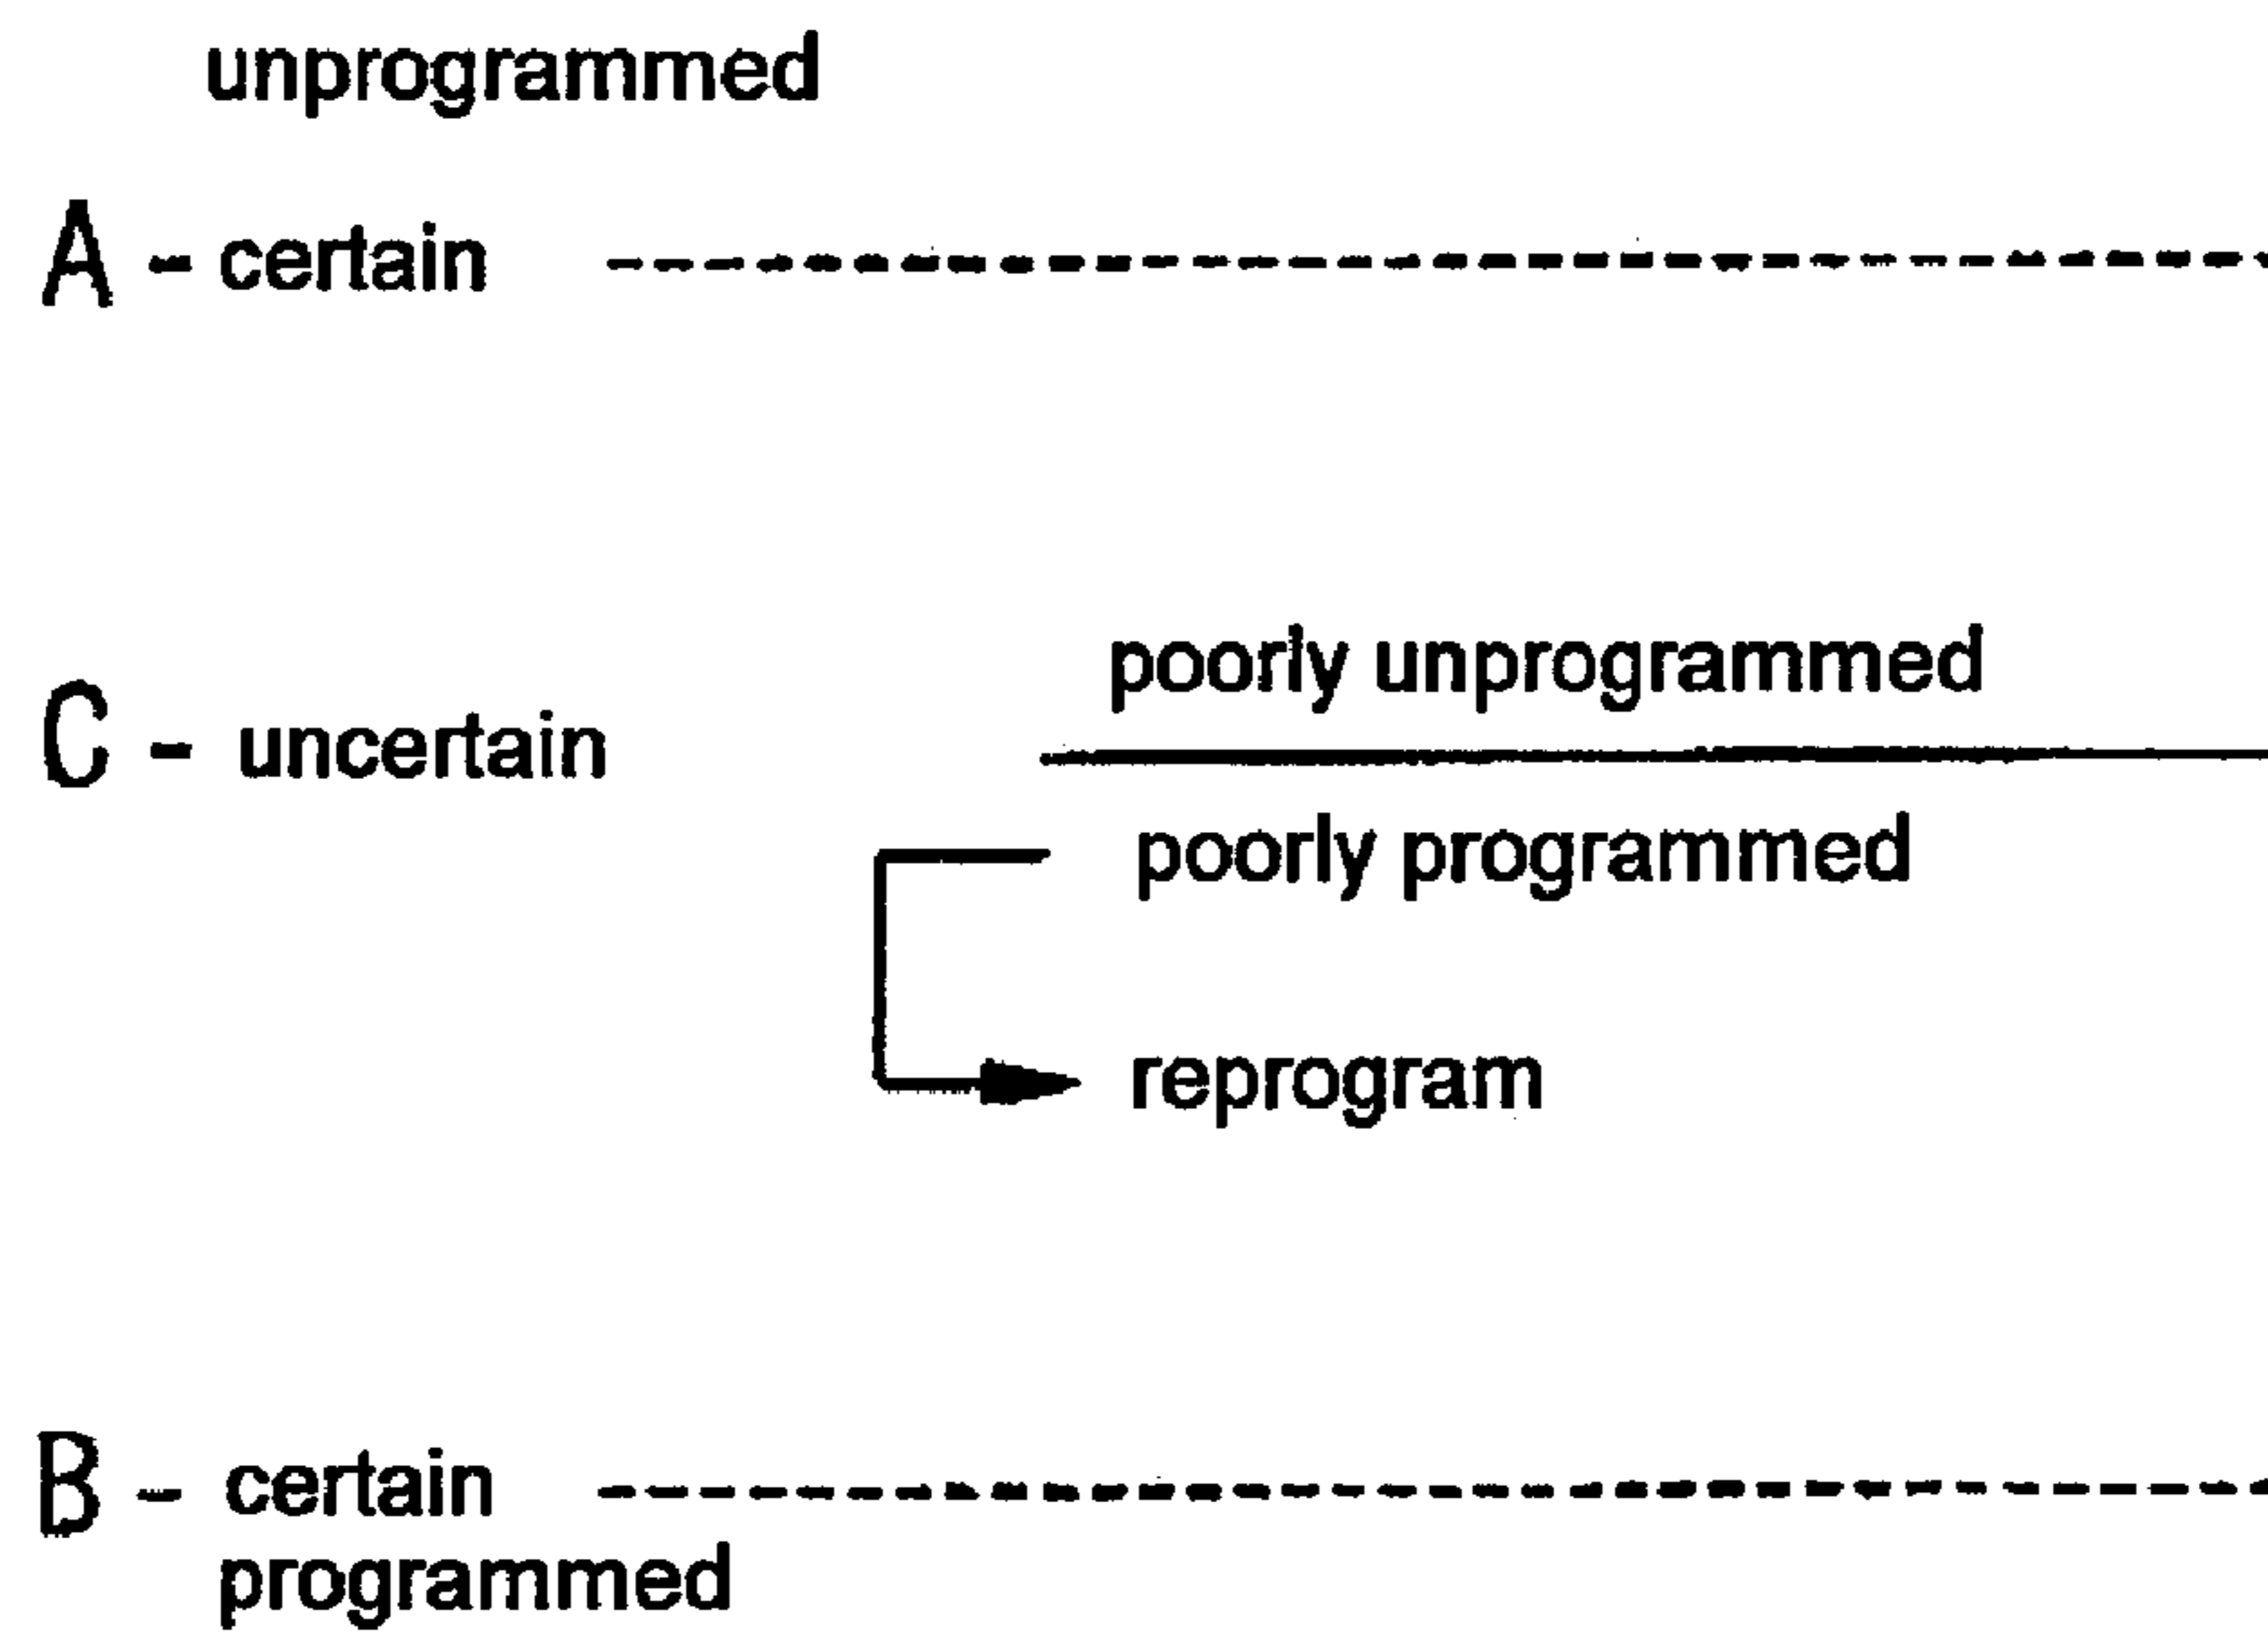 unprogrammed
A - certain
poorly unprogrammed
C - uncertain
poorly programmed
reprogram
B - certain
programmed